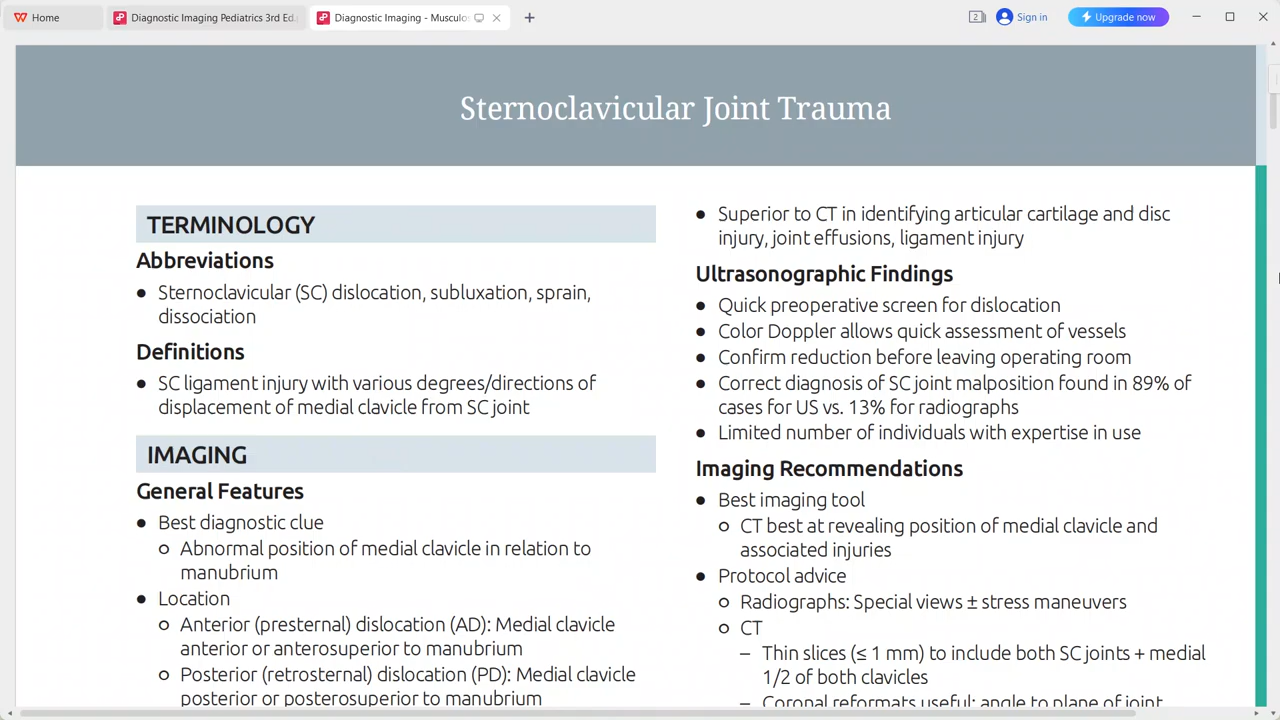 Home
Diagnostic Imaging Pediatrics 3rd Ed.
Diagnostic Imaging - Musculo
2
Sign in
Upgrade now
Sternoclavicular Joint Trauma
TERMINOLOGY
Abbreviations
● Sternoclavicular (SC) dislocation, subluxation, sprain,
dissociation
Definitions
● SC ligament injury with various degrees/directions of
displacement of medial clavicle from SC joint
IMAGING
General Features
● Best diagnostic clue
○ Abnormal position of medial clavicle in relation to
manubrium
● Location
○ Anterior (presternal) dislocation (AD): Medial clavicle
anterior or anterosuperior to manubrium
○ Posterior (retrosternal) dislocation (PD): Medial clavicle
posterior or posterosuperior to manubrium
● Superior to CT in identifying articular cartilage and disc
injury, joint effusions, ligament injury
Ultrasonographic Findings
● Quick preoperative screen for dislocation
● Color Doppler allows quick assessment of vessels
● Confirm reduction before leaving operating room
● Correct diagnosis of SC joint malposition found in 89% of
cases for US vs. 13% for radiographs
● Limited number of individuals with expertise in use
Imaging Recommendations
● Best imaging tool
○ CT best at revealing position of medial clavicle and
associated injuries
● Protocol advice
○ Radiographs: Special views ± stress maneuvers
○ CT
– Thin slices (≤ 1 mm) to include both SC joints + medial
1/2 of both clavicles
– Coronal reformats useful: angle to plane of joint